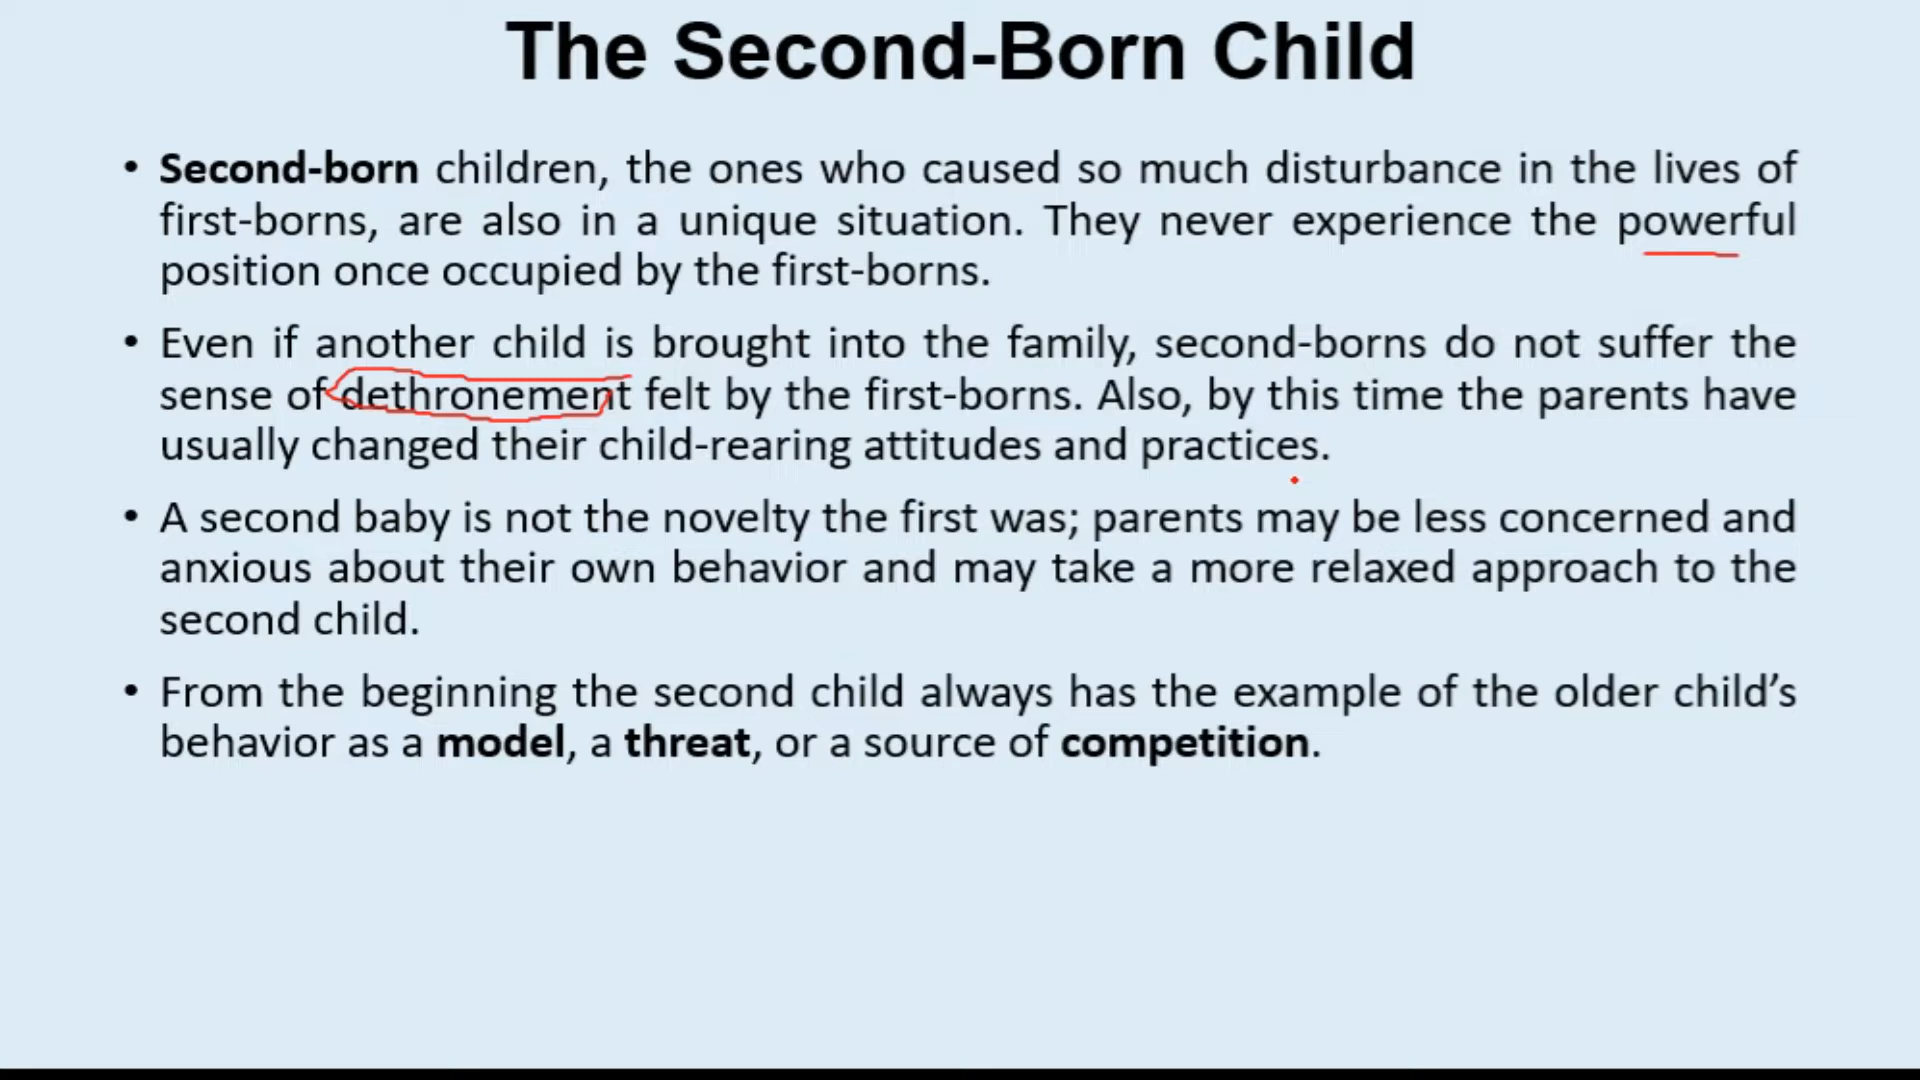 The Second-Born Child
• Second-born children, the ones who caused so much disturbance in the lives of
first-borns, are also in a unique situation. They never experience the powerful
position once occupied by the first-borns.
• Even if another child is brought into the family, second-borns do not suffer the
sense of dethronement felt by the first-borns. Also, by this time the parents have
usually changed their child-rearing attitudes and practices.
• A second baby is not the novelty the first was; parents may be less concerned and
anxious about their own behavior and may take a more relaxed approach to the
second child.
• From the beginning the second child always has the example of the older child’s
behavior as a model, a threat, or a source of competition.